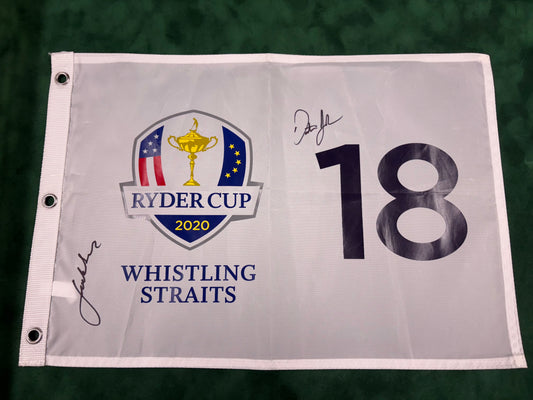 RYDER CUP
2020
WHISTLING
STRAITS
18